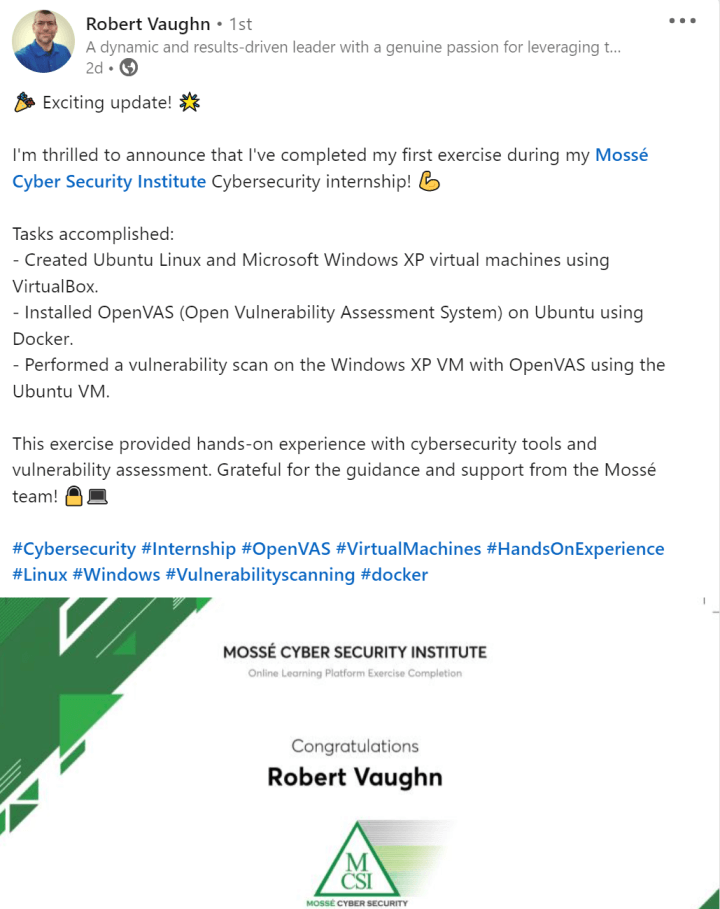 Robert Vaughn • 1st
A dynamic and results-driven leader with a genuine passion for leveraging t...
2d •
🎉 Exciting update! 🌟
I'm thrilled to announce that I've completed my first exercise during my Mossé
Cyber Security Institute Cybersecurity internship! 💪
Tasks accomplished:
- Created Ubuntu Linux and Microsoft Windows XP virtual machines using
VirtualBox.
- Installed OpenVAS (Open Vulnerability Assessment System) on Ubuntu using
Docker.
- Performed a vulnerability scan on the Windows XP VM with OpenVAS using the
Ubuntu VM.
This exercise provided hands-on experience with cybersecurity tools and
vulnerability assessment. Grateful for the guidance and support from the Mossé
team! 🔒💻
#Cybersecurity #Internship #OpenVAS #VirtualMachines #HandsOnExperience
#Linux #Windows #Vulnerabilityscanning #docker
MOSSÉ CYBER SECURITY INSTITUTE
Online Learning Platform Exercise Completion
Congratulations
Robert Vaughn
M
CSI
MOSSÉ CYBER SECURITY